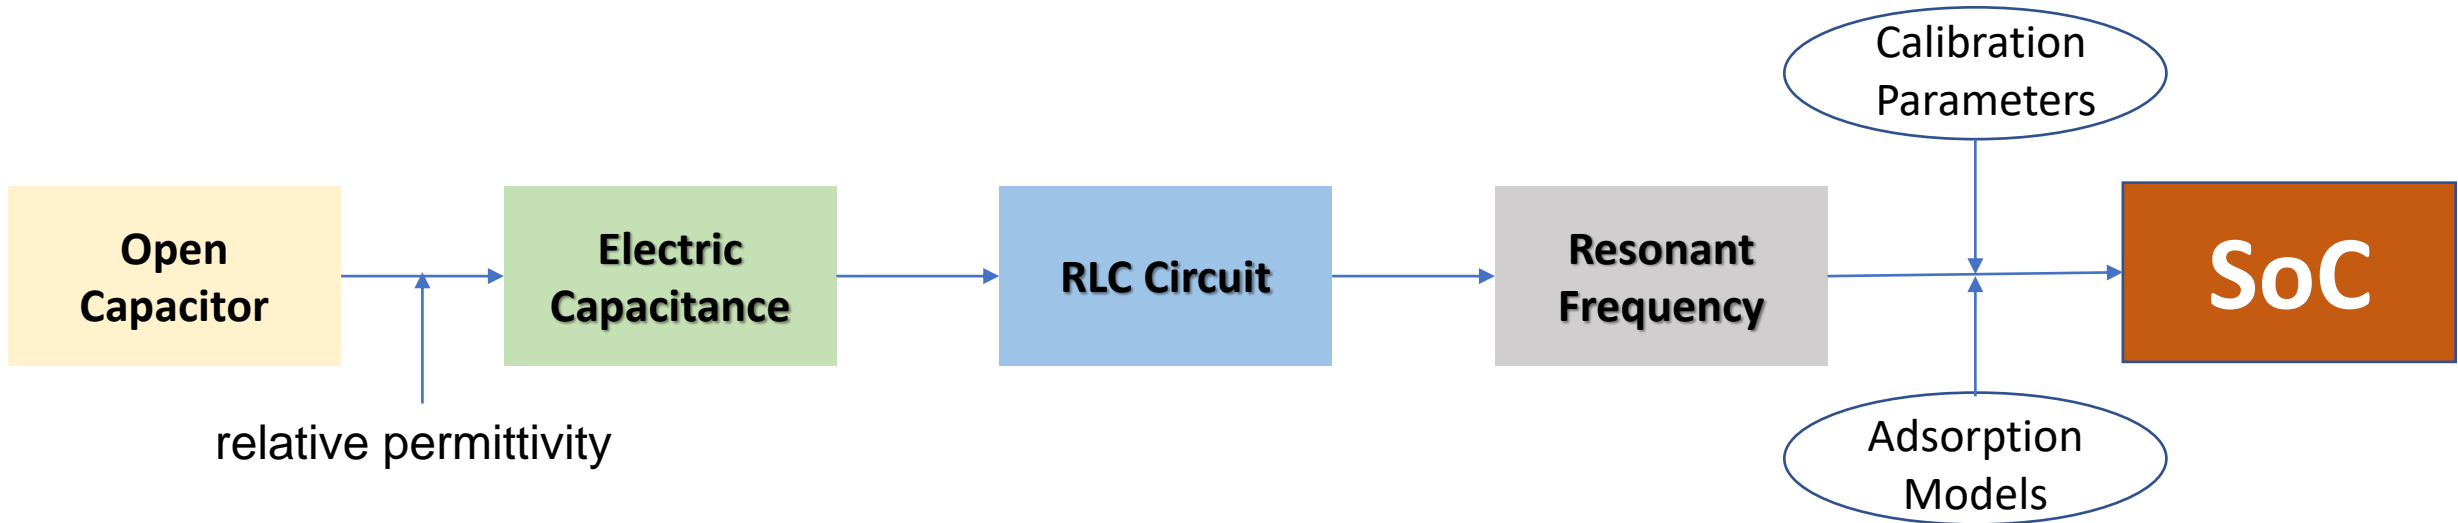 Calibration
Parameters
Open
Capacitor
Electric
Capacitance
RLC Circuit
Resonant
Frequency
SoC
relative permittivity
Adsorption
Models